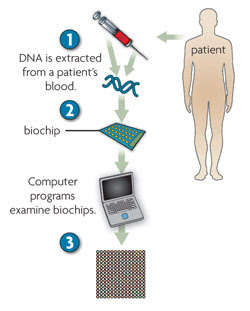 1
DNA is extracted
from a patient's
blood.
patient
2
biochip
Computer
programs
examine biochips.
3